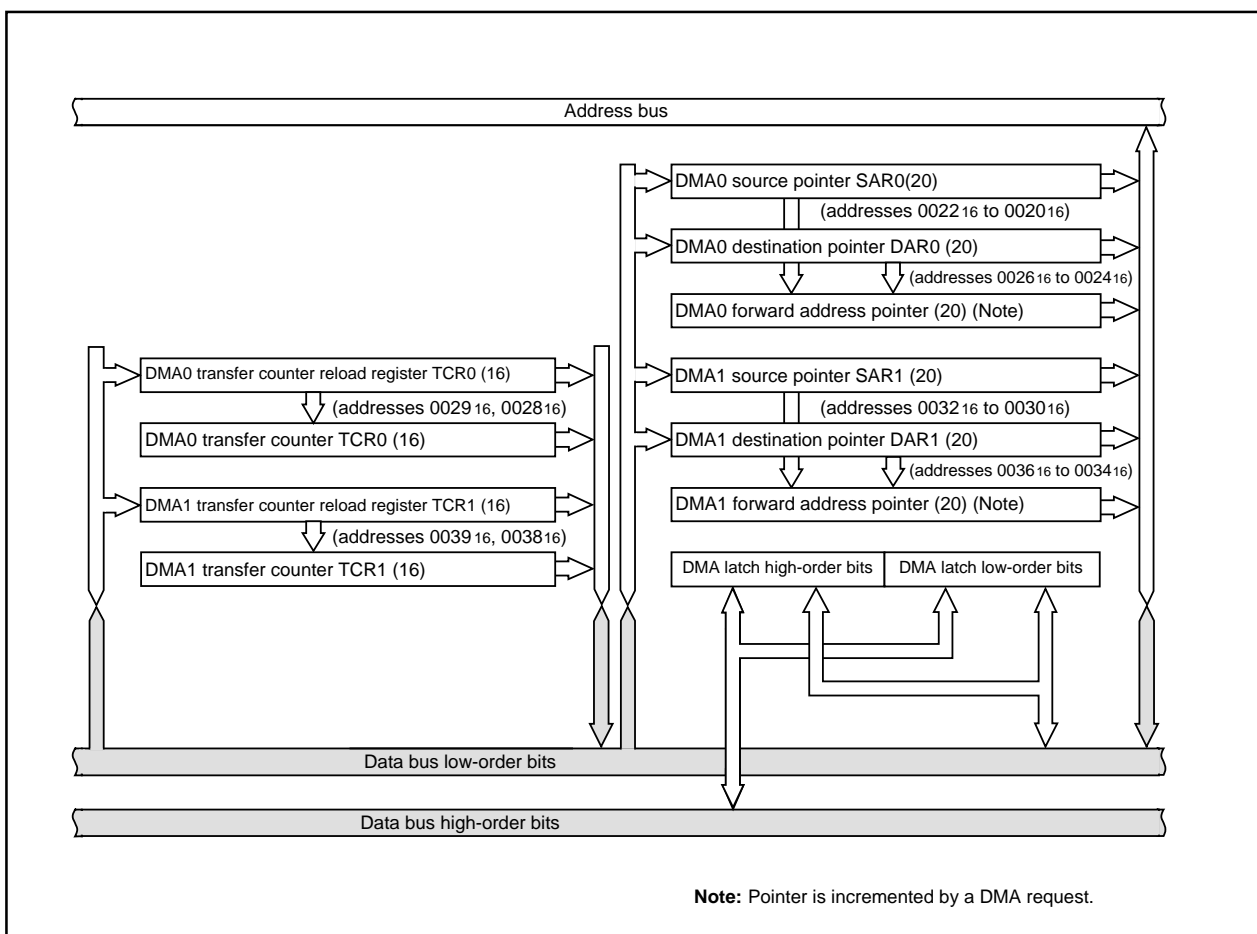 Address bus
DMA0 source pointer SAR0(20)
(addresses 0022 16 to 0020 16)
DMA0 destination pointer DAR0 (20)
(addresses 0026 16 to 0024 16)
DMA0 forward address pointer (20) (Note)
DMA0 transfer counter reload register TCR0 (16)
(addresses 0029 16, 0028 16)
DMA0 transfer counter TCR0 (16)
DMA1 transfer counter reload register TCR1 (16)
(addresses 0039 16, 0038 16)
DMA1 transfer counter TCR1 (16)
DMA1 source pointer SAR1 (20)
(addresses 0032 16 to 0030 16)
DMA1 destination pointer DAR1 (20)
(addresses 0036 16 to 0034 16)
DMA1 forward address pointer (20) (Note)
DMA latch high-order bits DMA latch low-order bits
Data bus low-order bits
Data bus high-order bits
Note: Pointer is incremented by a DMA request.